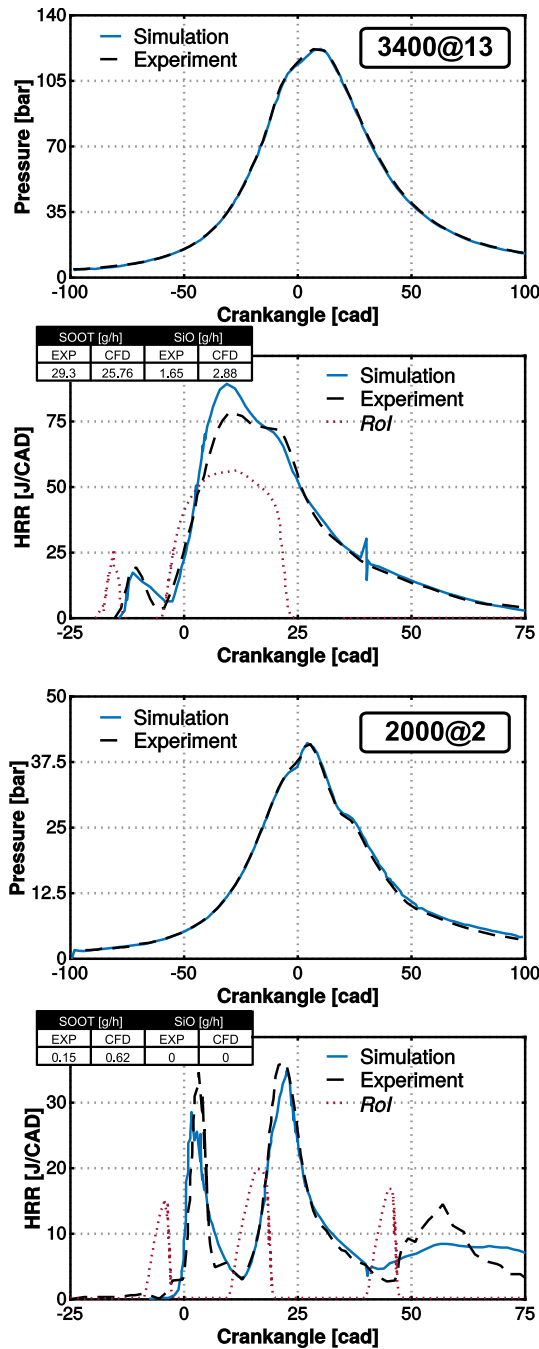 140
Simulation
3400@13
Experiment
105
Pressure [bar]
70
35
0
-100 -50 0 50 100
Crankangle [cad]
SOOT [g/h] SiO [g/h]
EXP CFD EXP CFD
29.3 25.76 1.65 2.88
Simulation
Experiment
RoI
75
HRR [J/CAD]
50
25
0
-25 0 25 50 75
Crankangle [cad]
50
Simulation
2000@2
Experiment
37.5
Pressure [bar]
25
12.5
0
-100 -50 0 50 100
Crankangle [cad]
SOOT [g/h] SiO [g/h]
EXP CFD EXP CFD
0.15 0.62 0 0
Simulation
Experiment
RoI
30
HRR [J/CAD]
20
10
0
-25 0 25 50 75
Crankangle [cad]